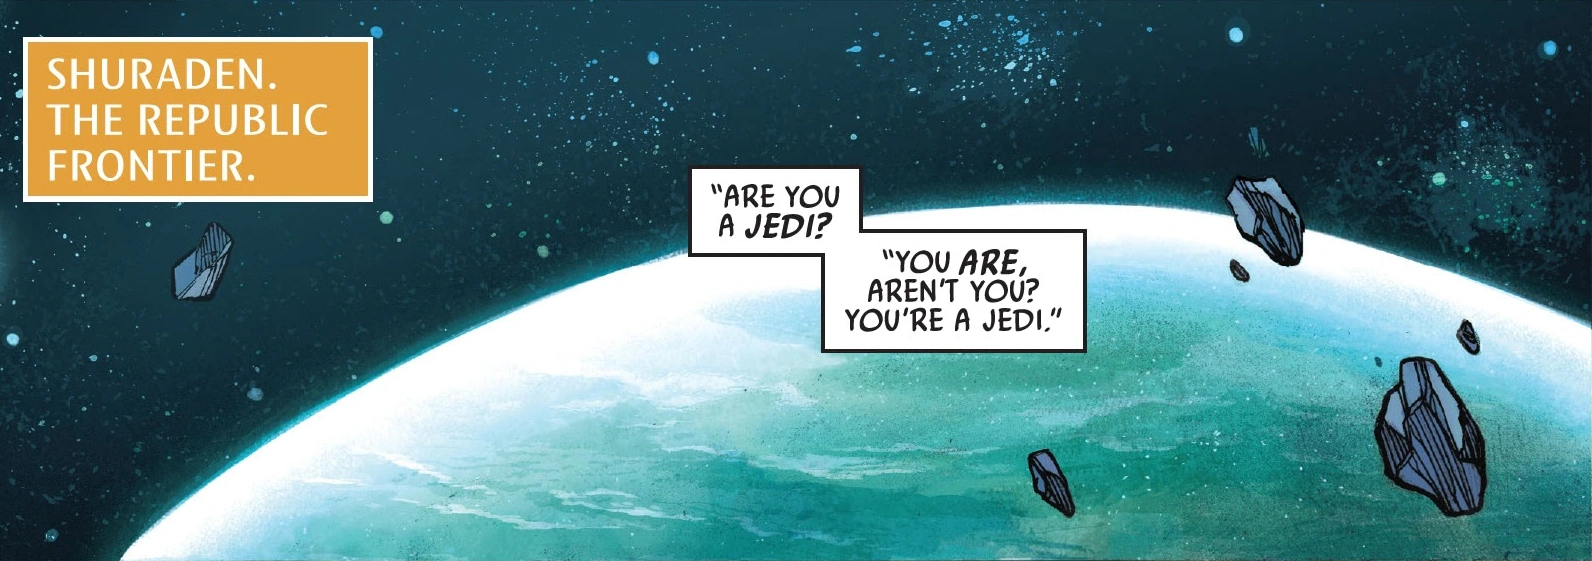 SHURADEN.
THE REPUBLIC
FRONTIER.
"ARE YOU
A JEDI?
"YOU ARE,
AREN'T YOU?
YOU'RE A JEDI."